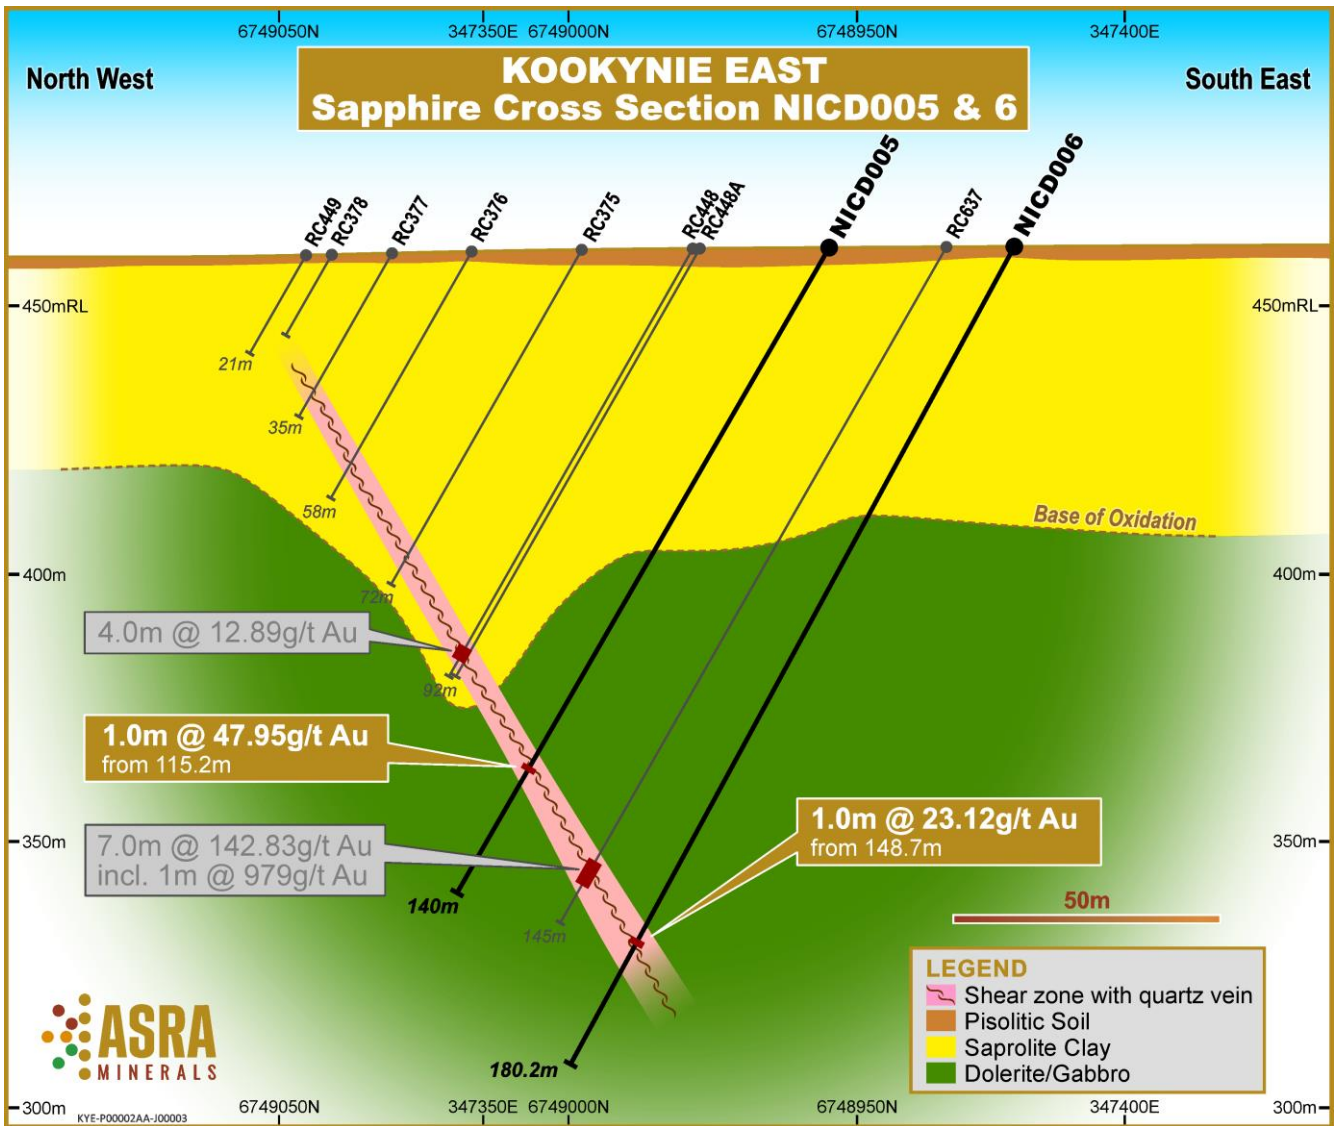 6749050N 347350E 6749000N 6748950N 347400E
North West
KOOKYNIE EAST
Sapphire Cross Section NICD005 & 6
South East
RC449
RC378
RC377
RC376
RC375
RC448
RC448A
NICD005
RC637
NICD006
450mRL
450mRL
21m
35m
58m
Base of Oxidation
400m
400m
72m
4.0m @ 12.89g/t Au
92m
1.0m @ 47.95g/t Au
from 115.2m
1.0m @ 23.12g/t Au
from 148.7m
350m
350m
7.0m @ 142.83g/t Au
incl. 1m @ 979g/t Au
140m
145m
50m
LEGEND
Shear zone with quartz vein
Pisolitic Soil
Saprolite Clay
Dolerite/Gabbro
ASRA
MINERALS
180.2m
300m
300m
KYE-P00002AA-J00003
6749050N 347350E 6749000N 6748950N 347400E